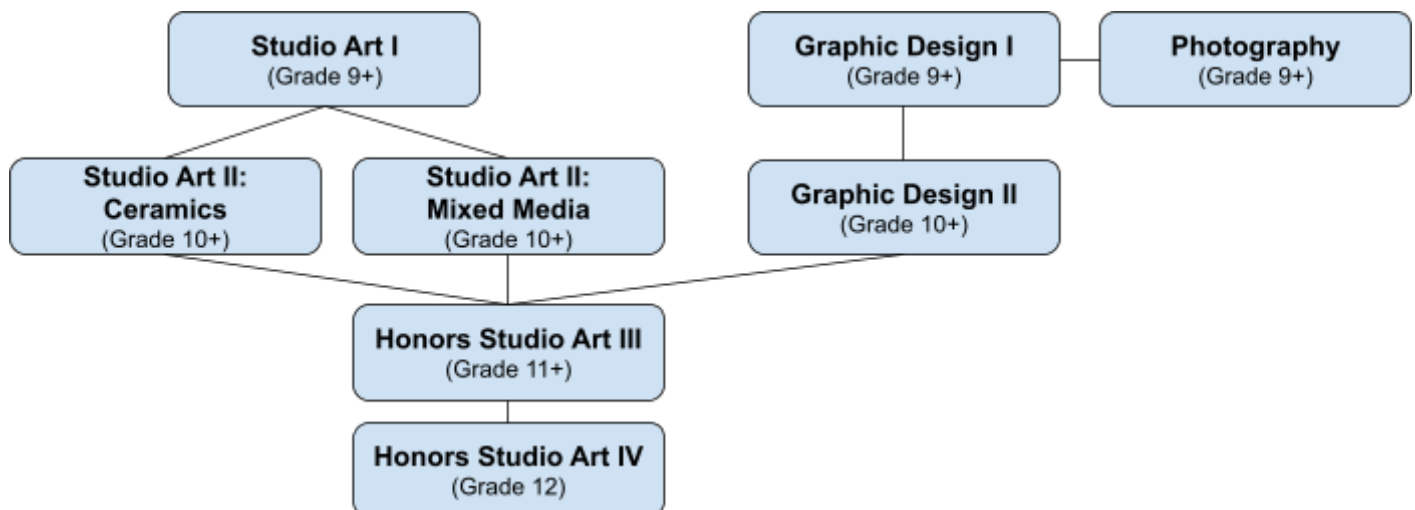 Studio Art I
(Grade 9+)
Graphic Design I
(Grade 9+)
Photography
(Grade 9+)
Studio Art II:
Ceramics
(Grade 10+)
Studio Art II:
Mixed Media
(Grade 10+)
Graphic Design II
(Grade 10+)
Honors Studio Art III
(Grade 11+)
Honors Studio Art IV
(Grade 12)